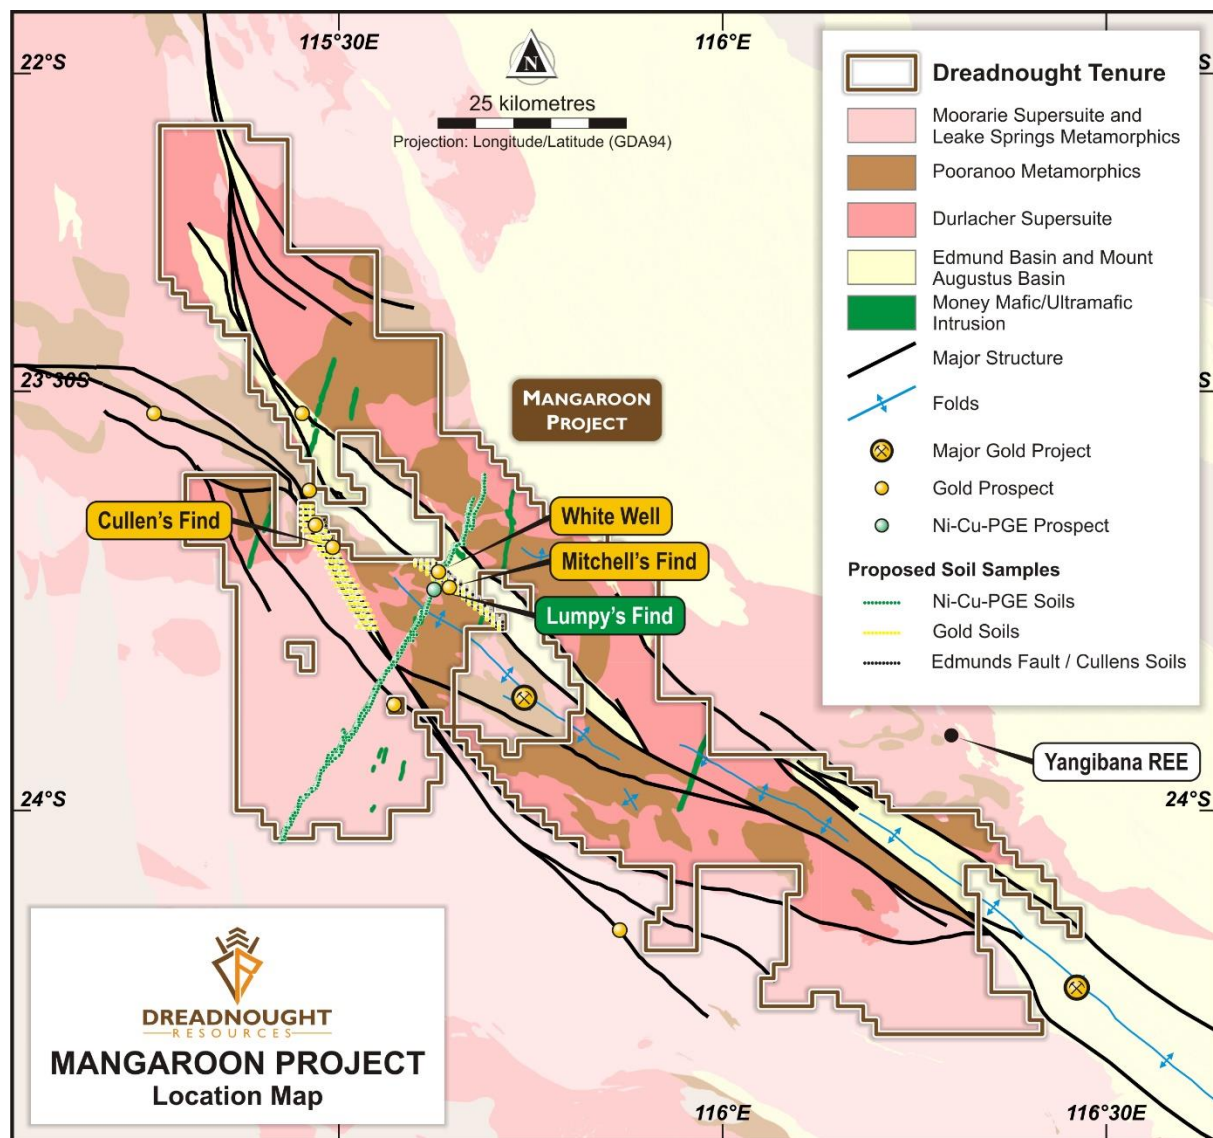 115°30E
116°E
22°S
S
N
25 kilometres
Projection: Longitude/Latitude (GDA94)
Dreadnought Tenure
Moorarie Supersuite and
Leake Springs Metamorphics
Pooranoo Metamorphics
Durlacher Supersuite
Edmund Basin and Mount
Augustus Basin
Money Mafic/Ultramafic
Intrusion
Major Structure
Folds
Major Gold Project
Gold Prospect
Ni-Cu-PGE Prospect
Proposed Soil Samples
Ni-Cu-PGE Soils
Gold Soils
Edmunds Fault / Cullens Soils
23°30S
S
MANGAROON
PROJECT
Cullen's Find
White Well
Mitchell's Find
Lumpy's Find
Yangibana REE
24°S
24°S
DREADNOUGHT
RESOURCES
MANGAROON PROJECT
Location Map
116°E
116°30E